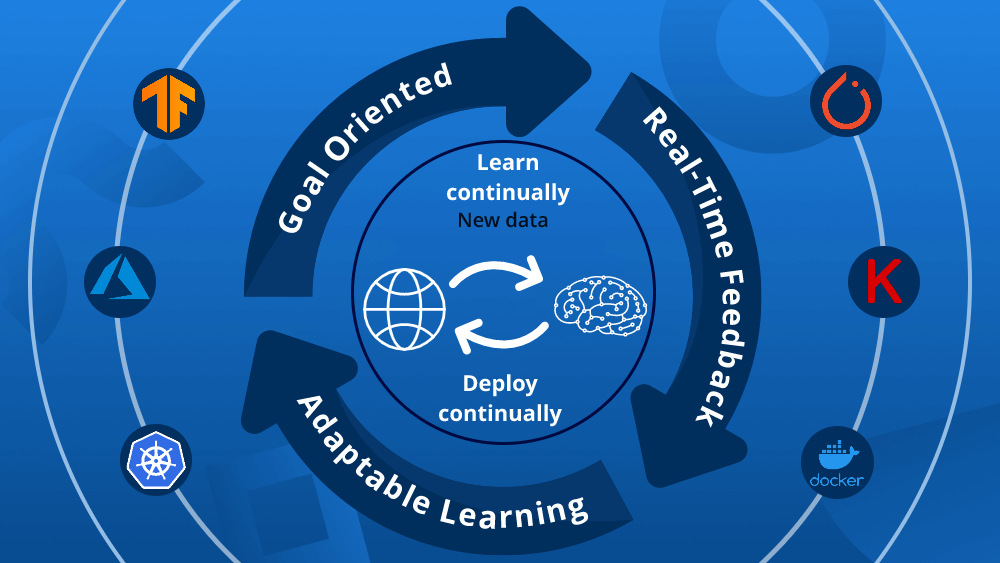 Goal Oriented
Real-Time Feedback
Adaptable Learning
Learn
continually
New data
Deploy
continually
TF
K
docker